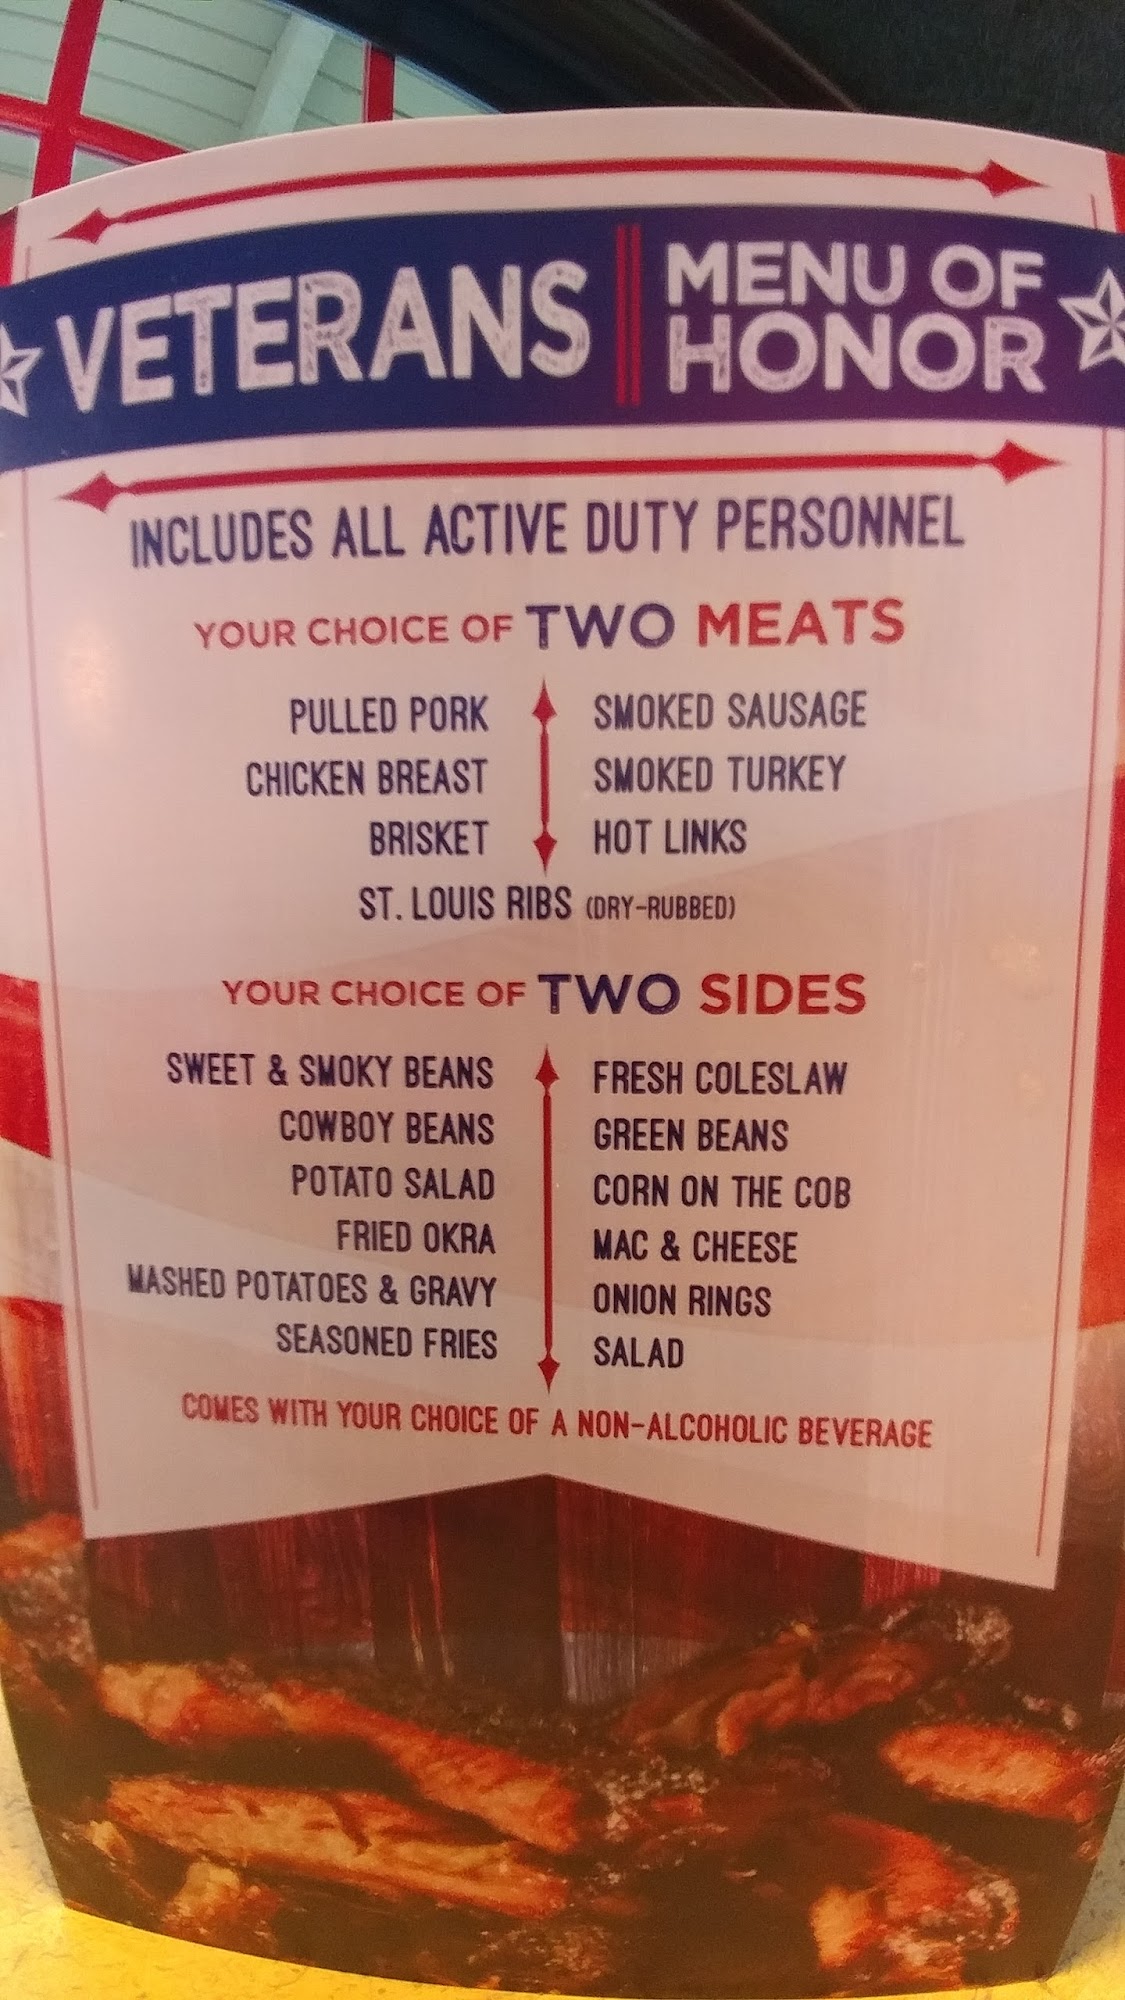 VETERANS
MENU OF
HONOR
INCLUDES ALL ACTIVE DUTY PERSONNEL
YOUR CHOICE OF TWO MEATS
PULLED PORK
CHICKEN BREAST
BRISKET
SMOKED SAUSAGE
SMOKED TURKEY
HOT LINKS
ST. LOUIS RIBS (DRY-RUBBED)
YOUR CHOICE OF TWO SIDES
SWEET & SMOKY BEANS
COWBOY BEANS
POTATO SALAD
FRIED OKRA
MASHED POTATOES & GRAVY
SEASONED FRIES
FRESH COLESLAW
GREEN BEANS
CORN ON THE COB
MAC & CHEESE
ONION RINGS
SALAD
COMES WITH YOUR CHOICE OF A NON-ALCOHOLIC BEVERAGE